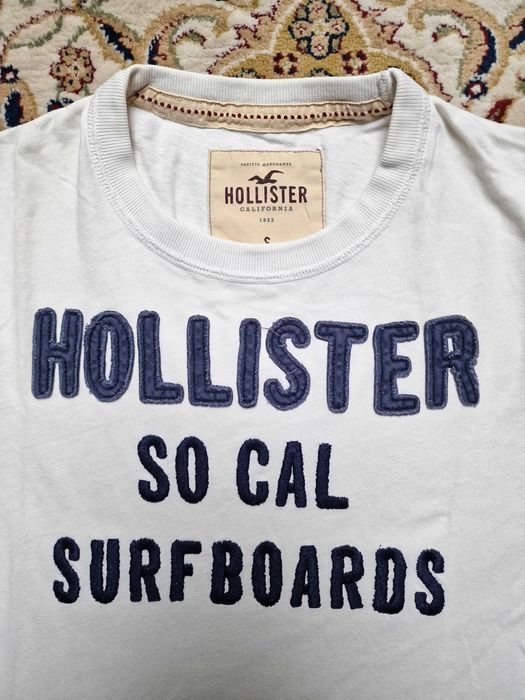 PACIFIC MERCHANTS
HOLLISTER
CALIFORNIA
1922
S
HOLLISTER
SO CAL
SURFBOARDS